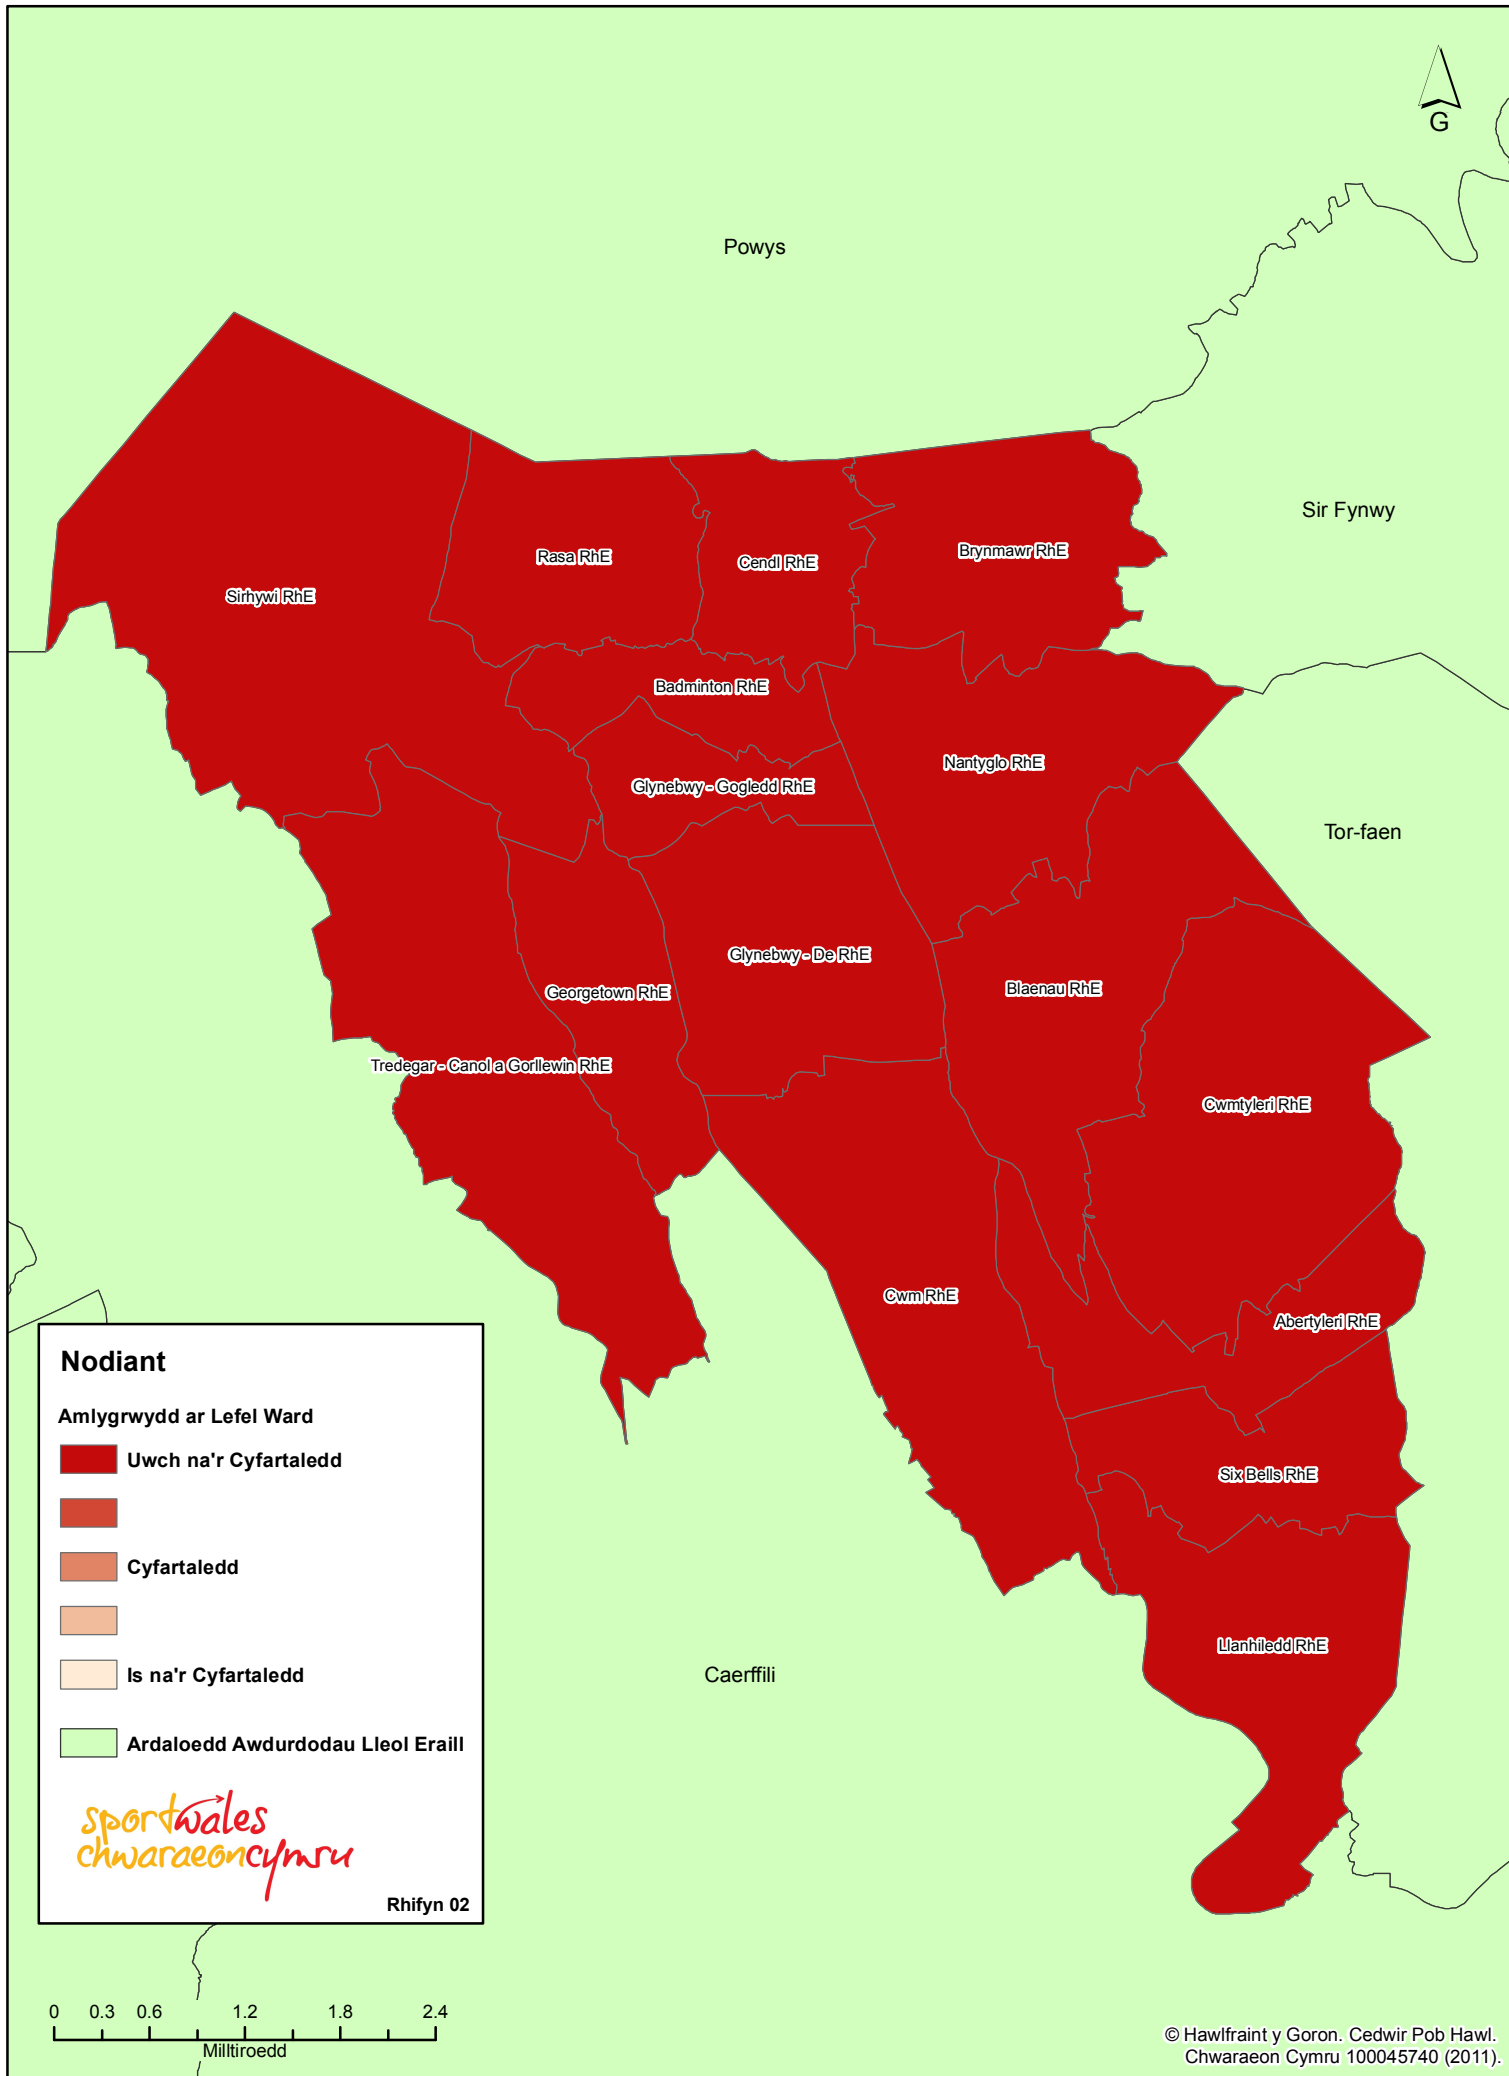 G
Powys
Sir Fynwy
Brynmawr RhE
Rasa RhE
Cendl RhE
Sirhywi RhE
Badminton RhE
Nantyglo RhE
Glynebwy - Gogledd RhE
Tor-faen
Glynebwy - De RhE
Blaenau RhE
Georgetown RhE
Tredegar - Canol a Gorllewin RhE
Cwmtyleri RhE
Cwm RhE
Abertyleri RhE
Six Bells RhE
Llanhiledd RhE
Caerffili
Nodiant
Amlygrwydd ar Lefel Ward
Uwch na'r Cyfartaledd
Cyfartaledd
Is na'r Cyfartaledd
Ardaloedd Awdurdodau Lleol Eraill
sportwales
chwaraeoncymru
Rhifyn 02
0 0.3 0.6 1.2 1.8 2.4
Milltiroedd
© Hawlfraint y Goron. Cedwir Pob Hawl.
Chwaraeon Cymru 100045740 (2011).